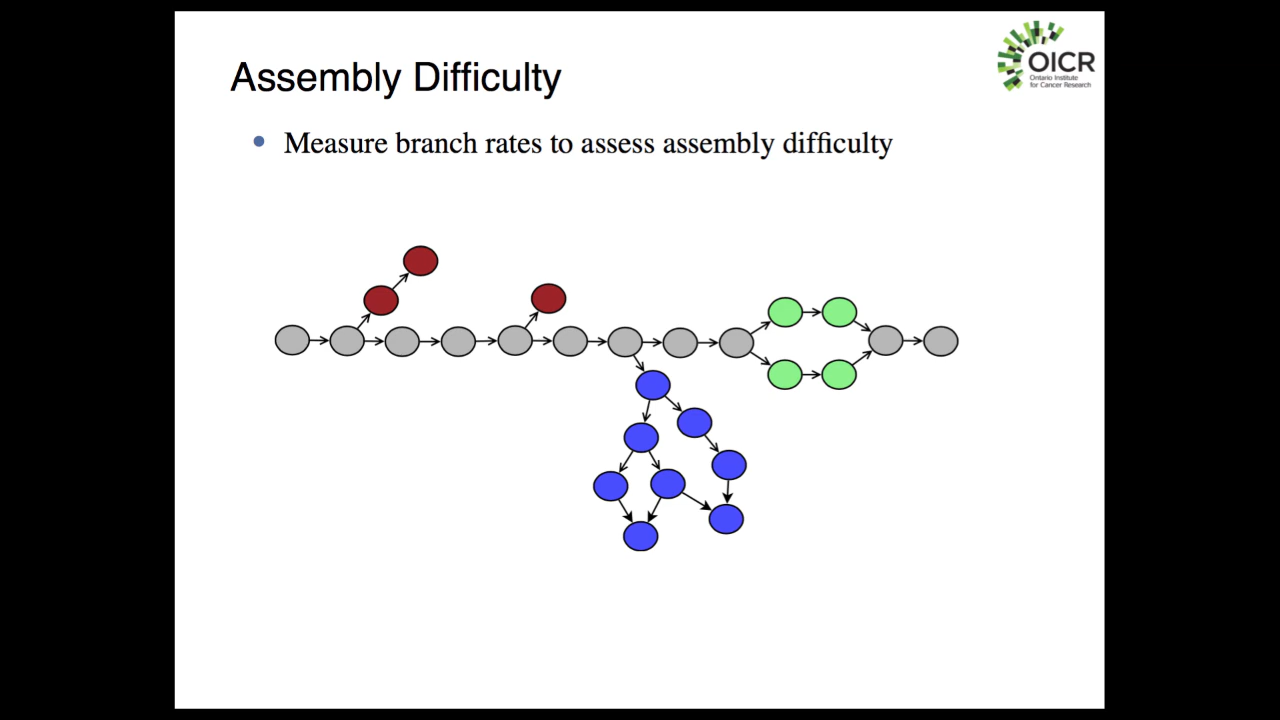 OICR
Ontario Institute
for Cancer Research
Assembly Difficulty
• Measure branch rates to assess assembly difficulty